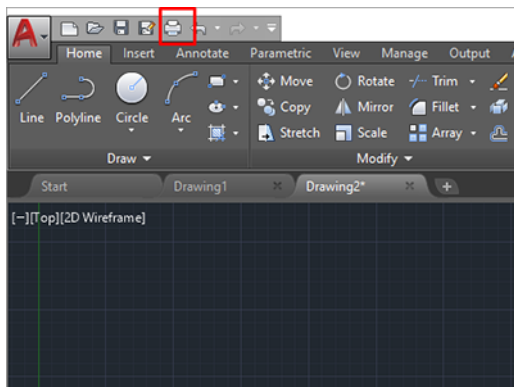 A
Home Insert Annotate Parametric View Manage Output
Move Rotate Trim
Line Polyline Circle Arc Copy Mirror Fillet
Stretch Scale Array
Draw Modify
Start Drawing1 Drawing2* +
[−][Top][2D Wireframe]